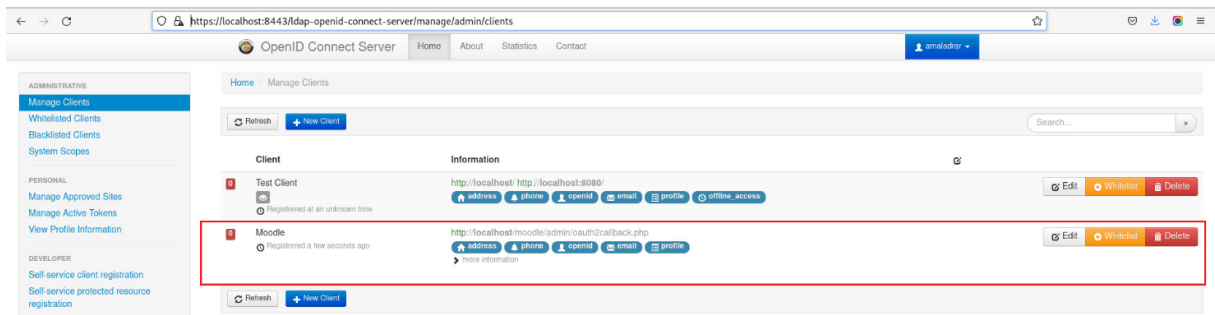 https://localhost:8443/ldap-openid-connect-server/manage/admin/clients
OpenID Connect Server Home About Statistics Contact amaladrar
ADMINISTRATIVE
Manage Clients
Whitelisted Clients
Blacklisted Clients
System Scopes
PERSONAL
Manage Approved Sites
Manage Active Tokens
View Profile Information
DEVELOPER
Self-service client registration
Self-service protected resource
registration
Home / Manage Clients
Refresh + New Client Search... ×
Client Information
0 Test Client http://localhost/ http://localhost:8080/ Edit Whitelist Delete
address phone openid email profile offline_access
Registrered at an unknown time
0 Moodle http://localhost/moodle/admin/oauth2callback.php Edit Whitelist Delete
Registrered a few seconds ago address phone openid email profile
more information
Refresh + New Client